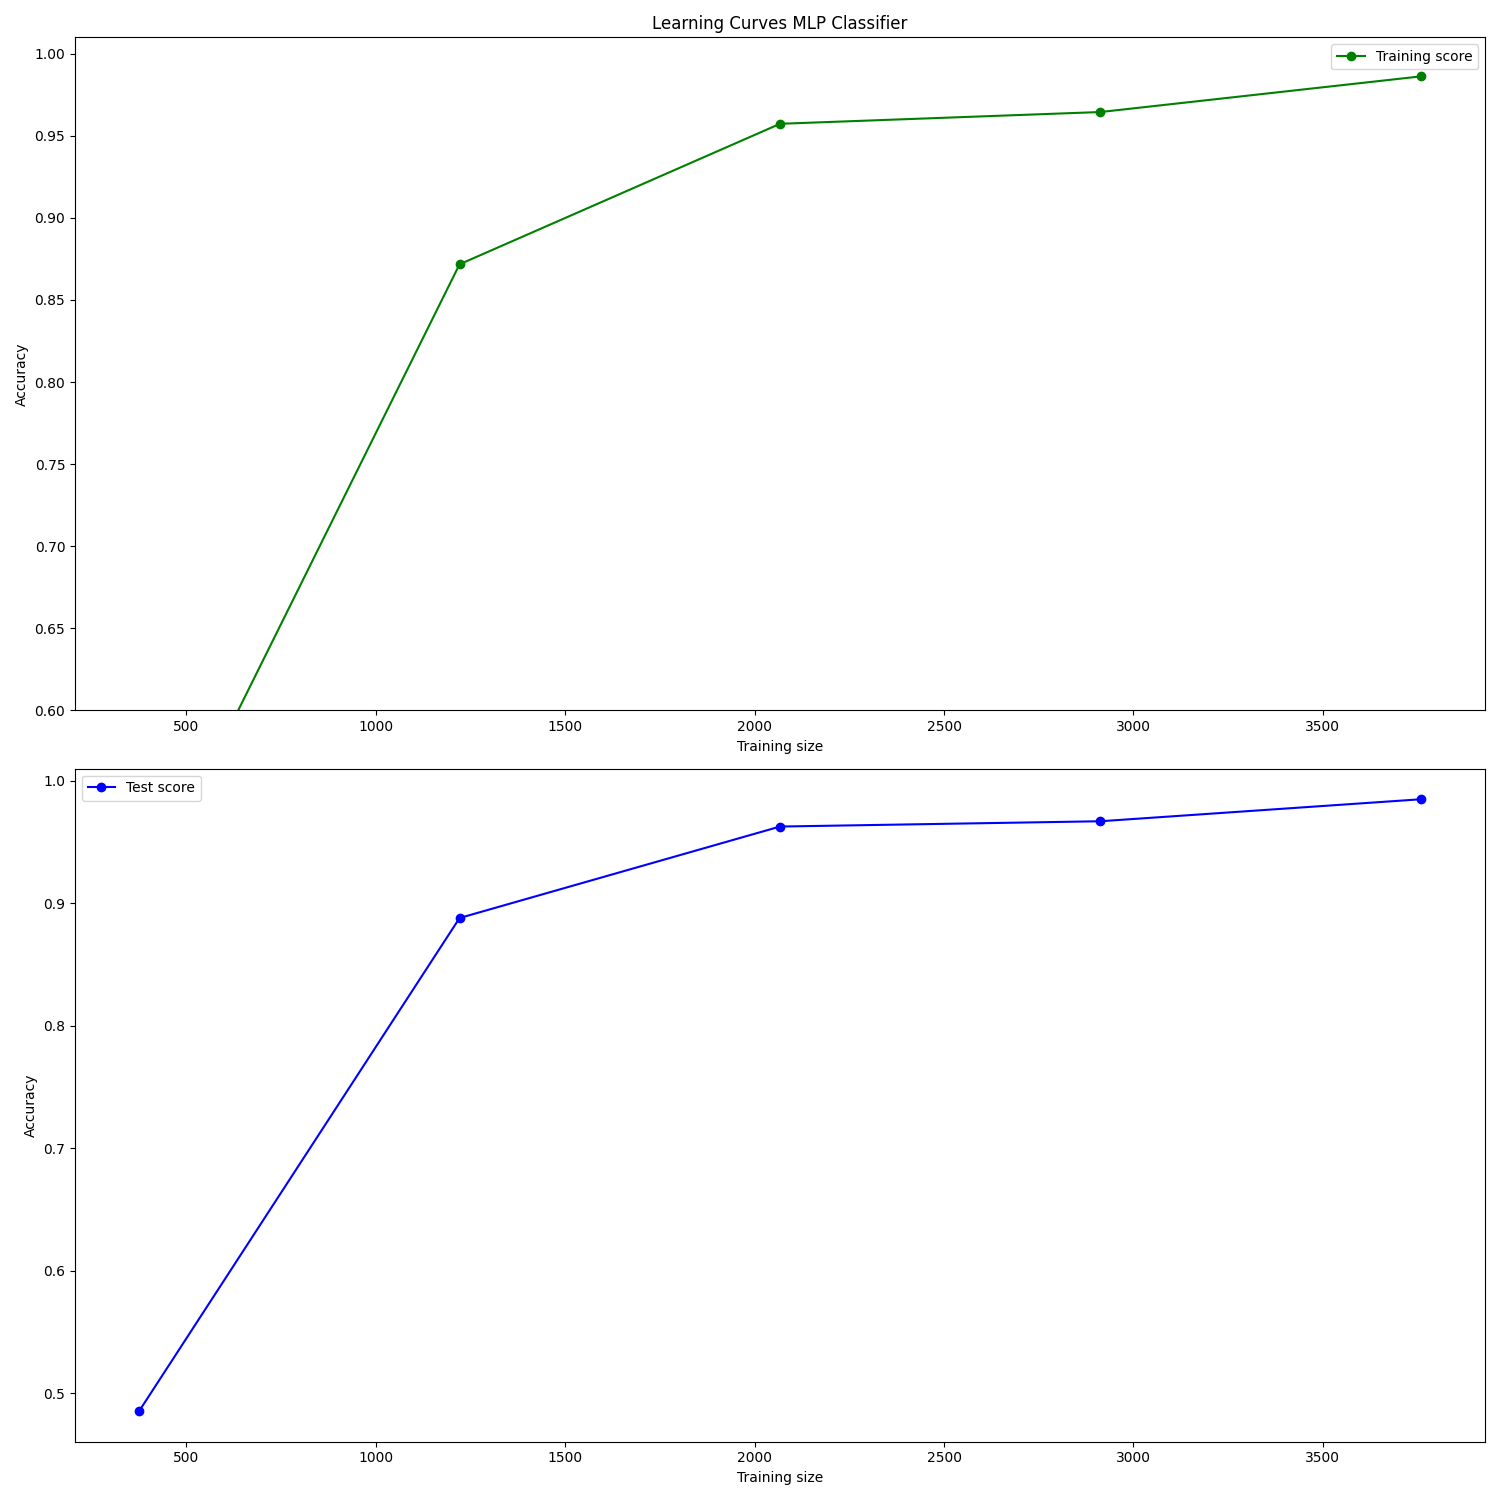 Learning Curves MLP Classifier
Training score
1.00
0.95
0.90
0.85
0.80
0.75
0.70
0.65
0.60
Accuracy
500 1000 1500 2000 2500 3000 3500
Training size
Test score
1.0
0.9
0.8
0.7
0.6
0.5
Accuracy
500 1000 1500 2000 2500 3000 3500
Training size